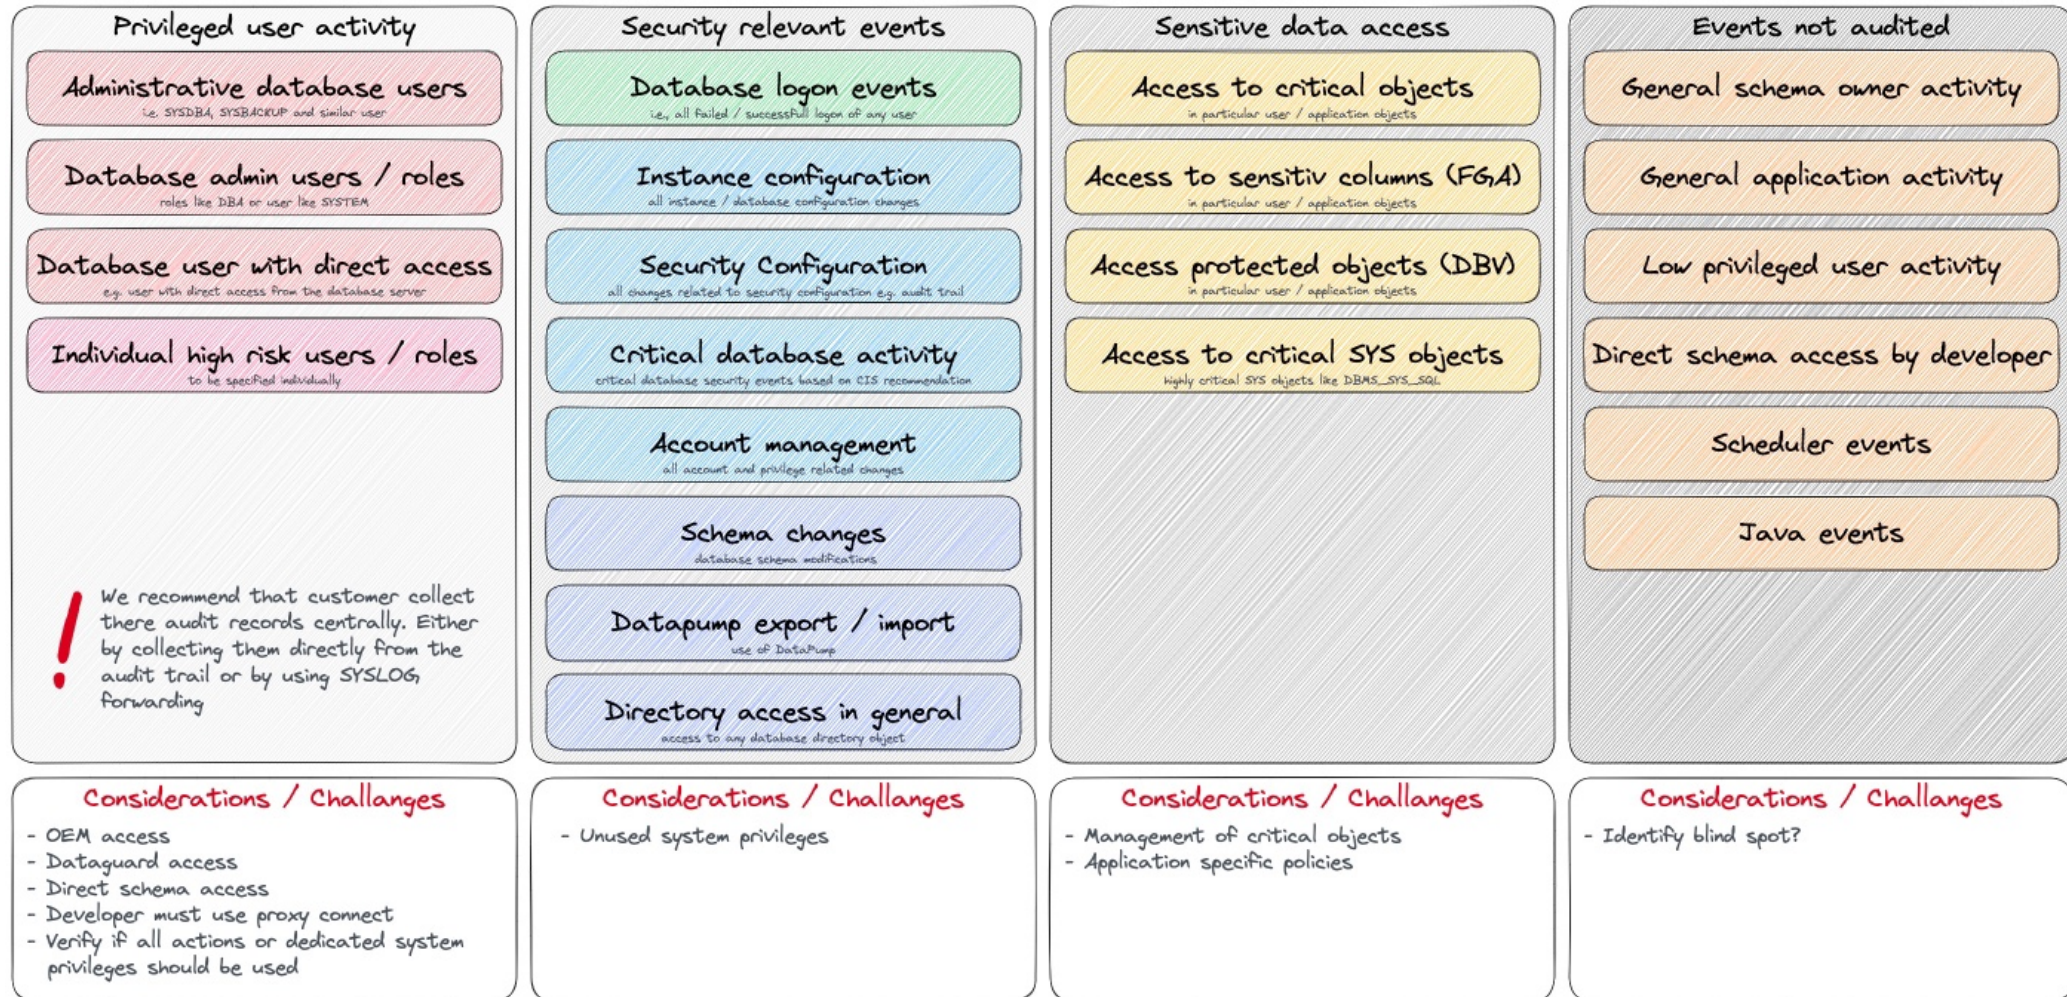 Privileged user activity
Administrative database users
i.e. SYSDBA, SYSBACKUP and similar user
Database admin users / roles
roles like DBA or user like SYSTEM
Database user with direct access
e.g. user with direct access from the database server
Individual high risk users / roles
to be specified individually
We recommend that customer collect
there audit records centrally. Either
by collecting them directly from the
audit trail or by using SYSLOG
forwarding
Considerations / Challanges
- OEM access
- Dataguard access
- Direct schema access
- Developer must use proxy connect
- Verify if all actions or dedicated system
privileges should be used
Security relevant events
Database logon events
i.e., all failed / successfull logon of any user
Instance configuration
all instance / database configuration changes
Security Configuration
all changes related to security configuration e.g. audit trail
Critical database activity
critical database security events based on CIS recommendation
Account management
all account and privilege related changes
Schema changes
database schema modifications
Datapump export / import
use of DataPump
Directory access in general
access to any database directory object
Considerations / Challanges
- Unused system privileges
Sensitive data access
Access to critical objects
in particular user / application objects
Access to sensitiv columns (FGA)
in particular user / application objects
Access protected objects (DBV)
in particular user / application objects
Access to critical SYS objects
highly critical SYS objects like DBMS_SYS_SQL
Considerations / Challanges
- Management of critical objects
- Application specific policies
Events not audited
General schema owner activity
General application activity
Low privileged user activity
Direct schema access by developer
Scheduler events
Java events
Considerations / Challanges
- Identify blind spot?